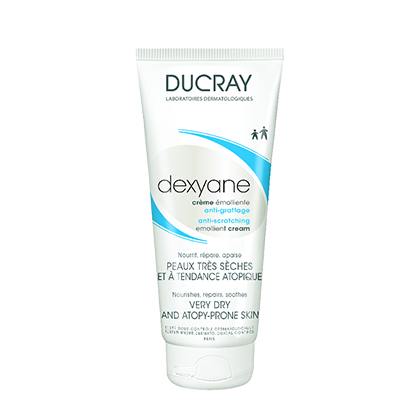 DUCRAY
LABORATOIRES DERMATOLOGIQUES
dexyane
crème émolliente
anti-grattage
anti-scratching
emollient cream
Nourrit, répare, apaise
PEAUX TRÈS SÈCHES
ET À TENDANCE ATOPIQUE
Nourishes, repairs, soothes
VERY DRY
AND ATOPY-PRONE SKIN
PARIS